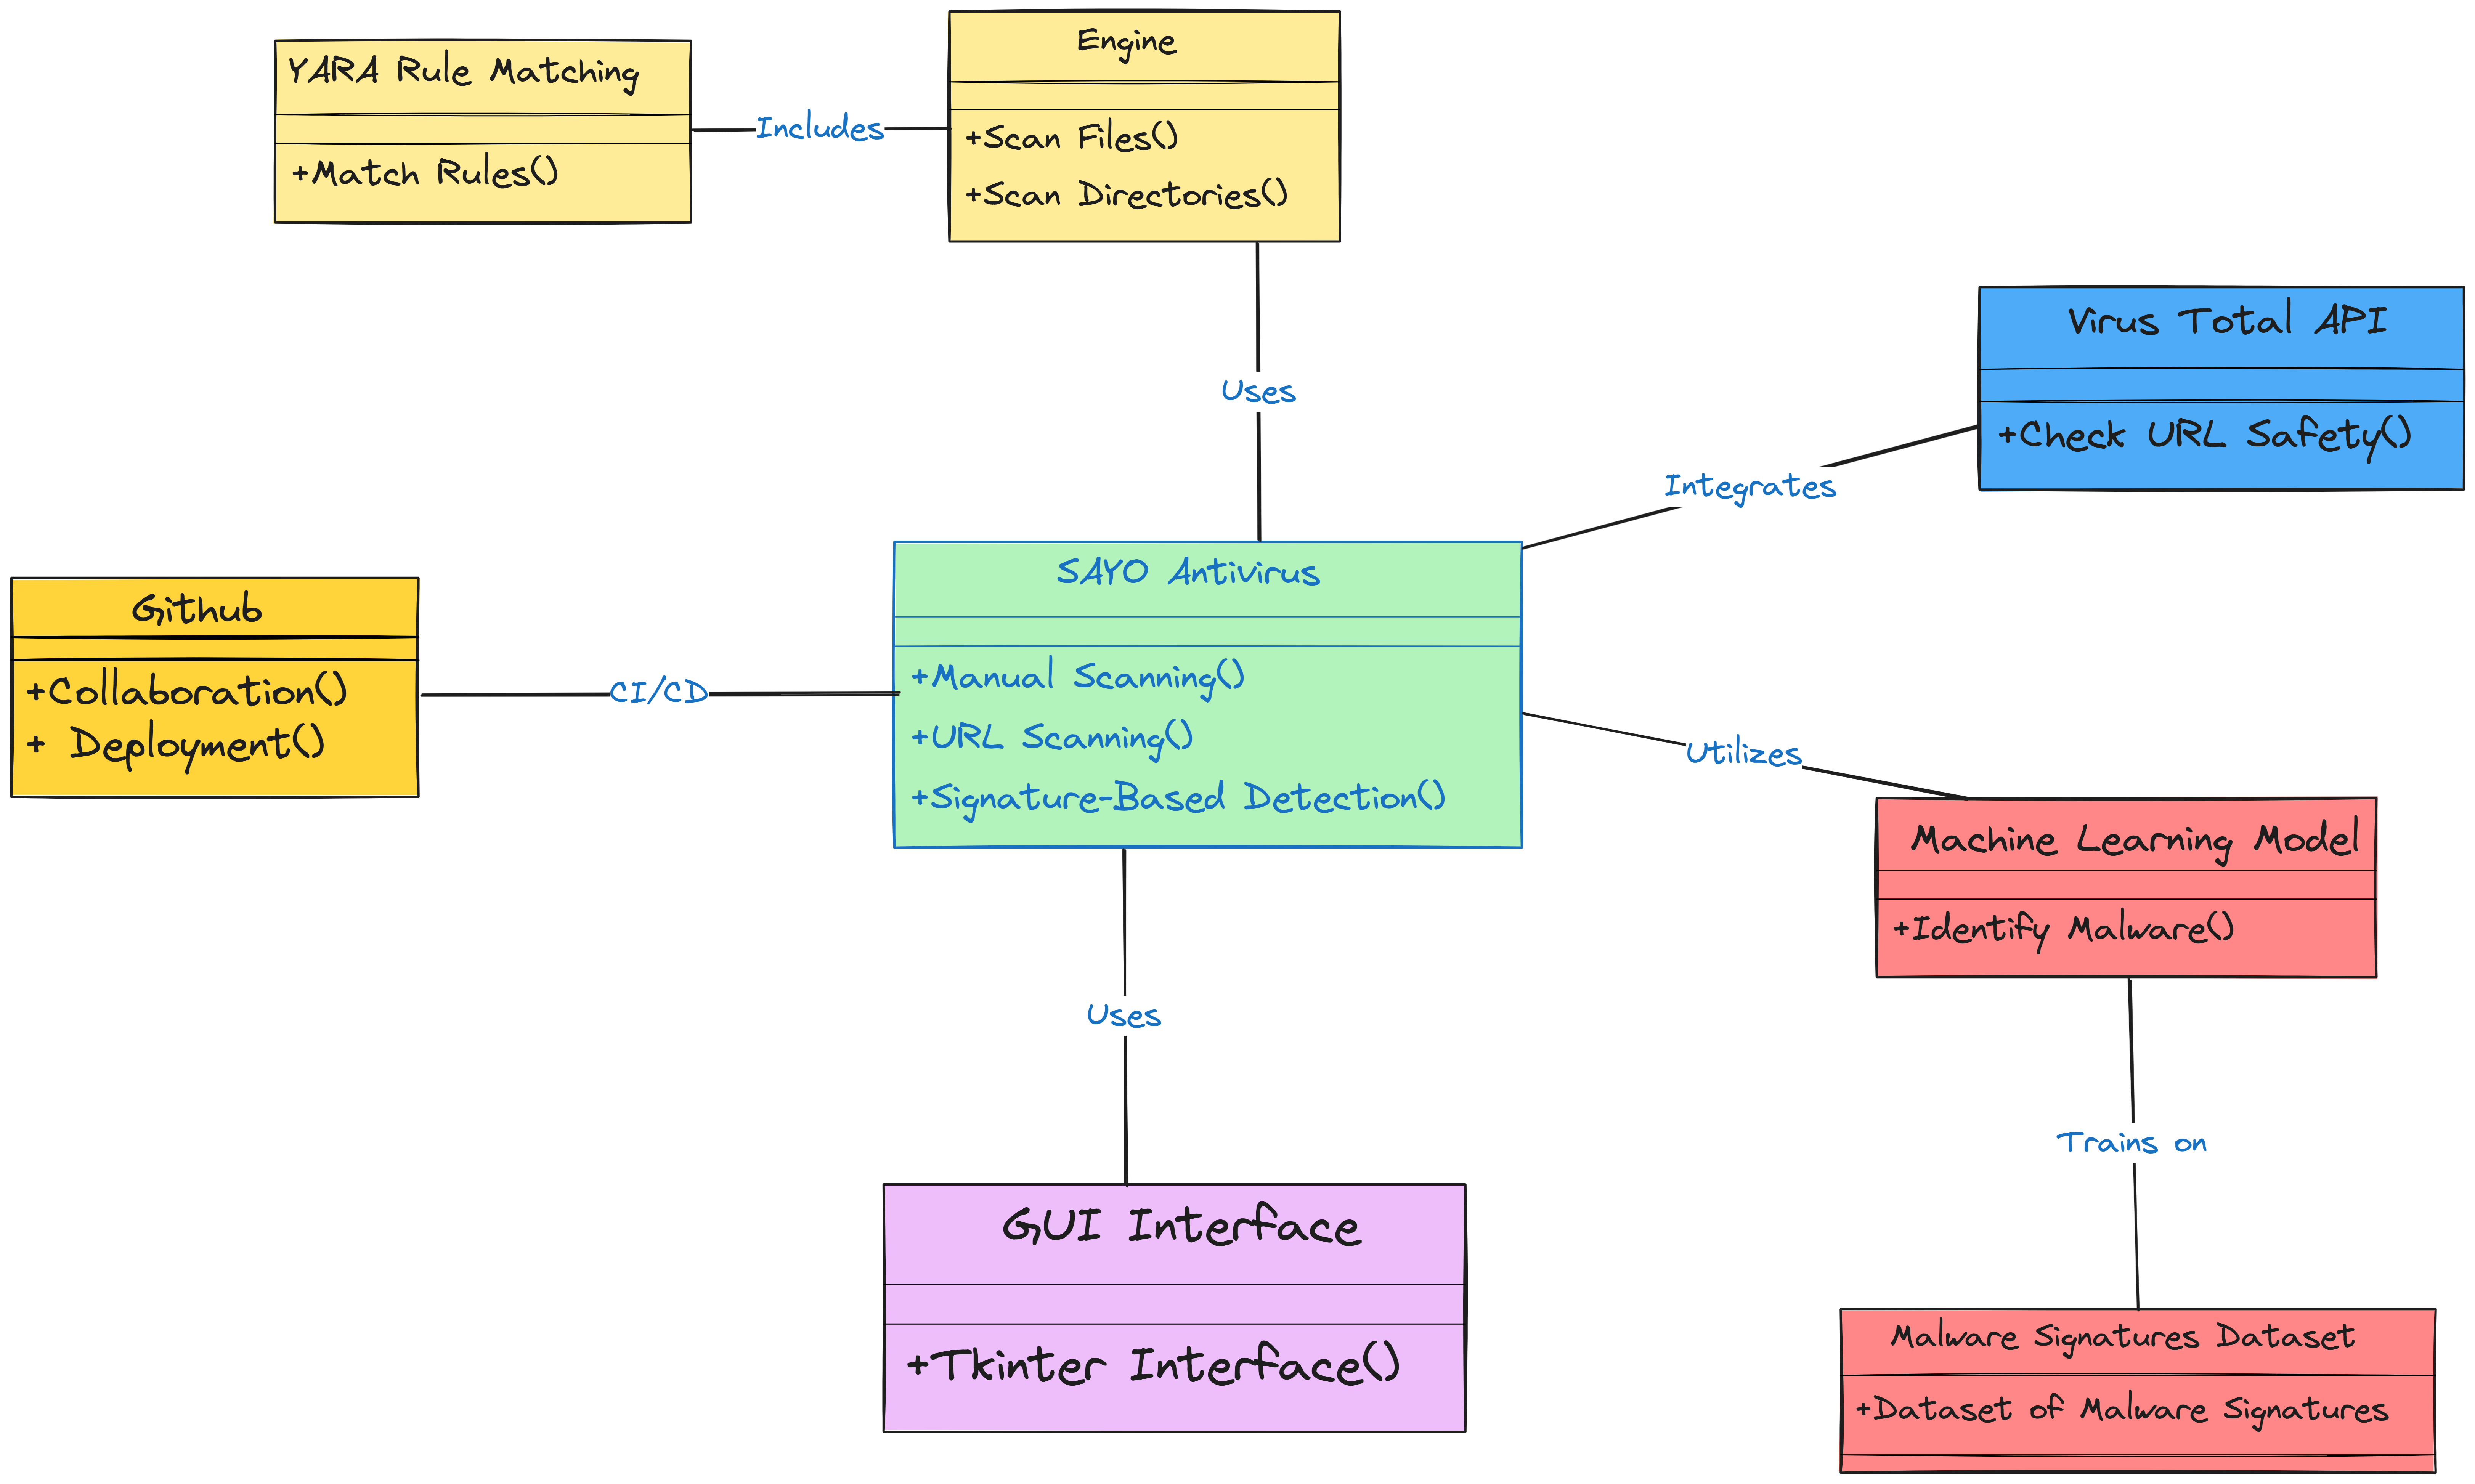 YARA Rule Matching
+Match Rules()
Includes
Engine
+Scan Files()
+Scan Directories()
Uses
Virus Total API
+Check URL Safety()
Integrates
Github
+Collaboration()
+ Deployment()
CI/CD
SAYO Antivirus
+Manual Scanning()
+URL Scanning()
+Signature-Based Detection()
Utilizes
Machine Learning Model
+Identify Malware()
Uses
Trains on
GUI Interface
+Tkinter Interface()
Malware Signatures Dataset
+Dataset of Malware Signatures